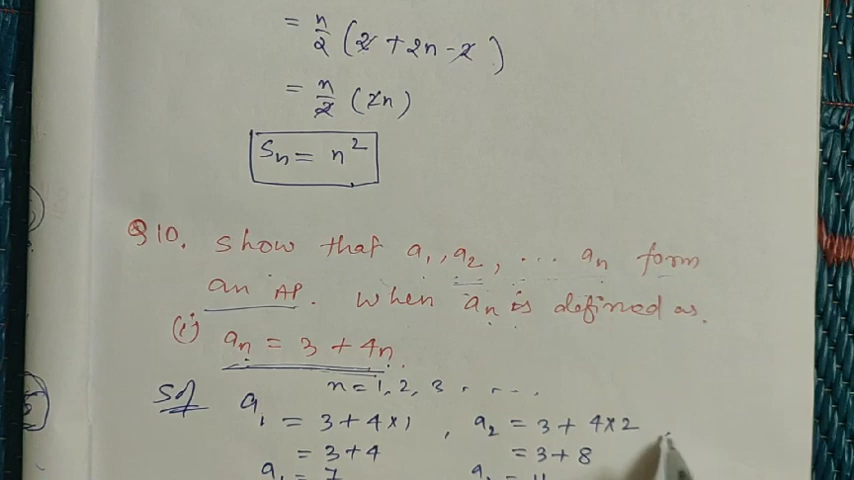 = n/2 (2 + 2n - 2)
= n/2 (2n)
Sn = n²
Q10. Show that a₁, a₂, ... an form
an AP. When an is defined as.
(i) an = 3 + 4n.
Sol n = 1, 2, 3 . . . . .
a₁ = 3 + 4×1 , a₂ = 3 + 4×2
= 3 + 4 = 3 + 8